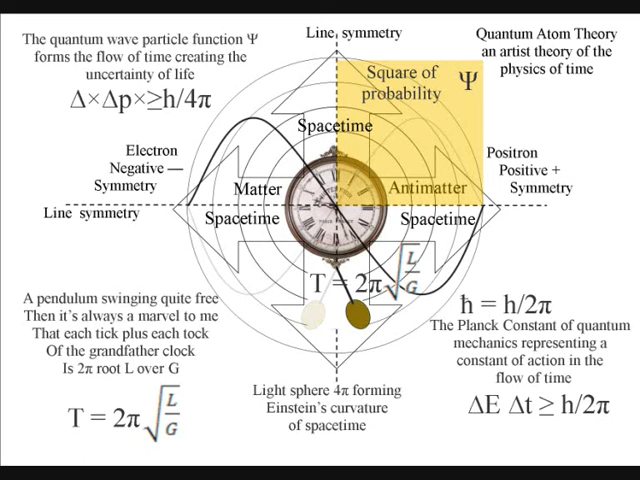 The quantum wave particle function Ψ
forms the flow of time creating the
uncertainty of life
Δ×Δp×≥h/4π
Line symmetry
Quantum Atom Theory
an artist theory of the
physics of time
Square of
probability
Ψ
Spacetime
Electron
Negative —
Symmetry
Positron
Positive +
Symmetry
Matter
Antimatter
Line symmetry
Spacetime
Spacetime
T = 2π√L/G
A pendulum swinging quite free
Then it's always a marvel to me
That each tick plus each tock
Of the grandfather clock
Is 2π root L over G
T = 2π√L/G
Light sphere 4π forming
Einstein's curvature
of spacetime
ħ = h/2π
The Planck Constant of quantum
mechanics representing a
constant of action in the
flow of time
ΔE Δt ≥ h/2π